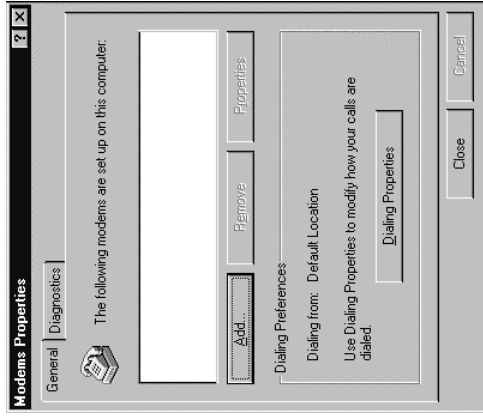 Modems Properties
General Diagnostics
The following modems are set up on this computer:
Add... Remove Properties
Dialing Preferences
Dialing from: Default Location
Use Dialing Properties to modify how your calls are
dialed.
Dialing Properties
Close Cancel